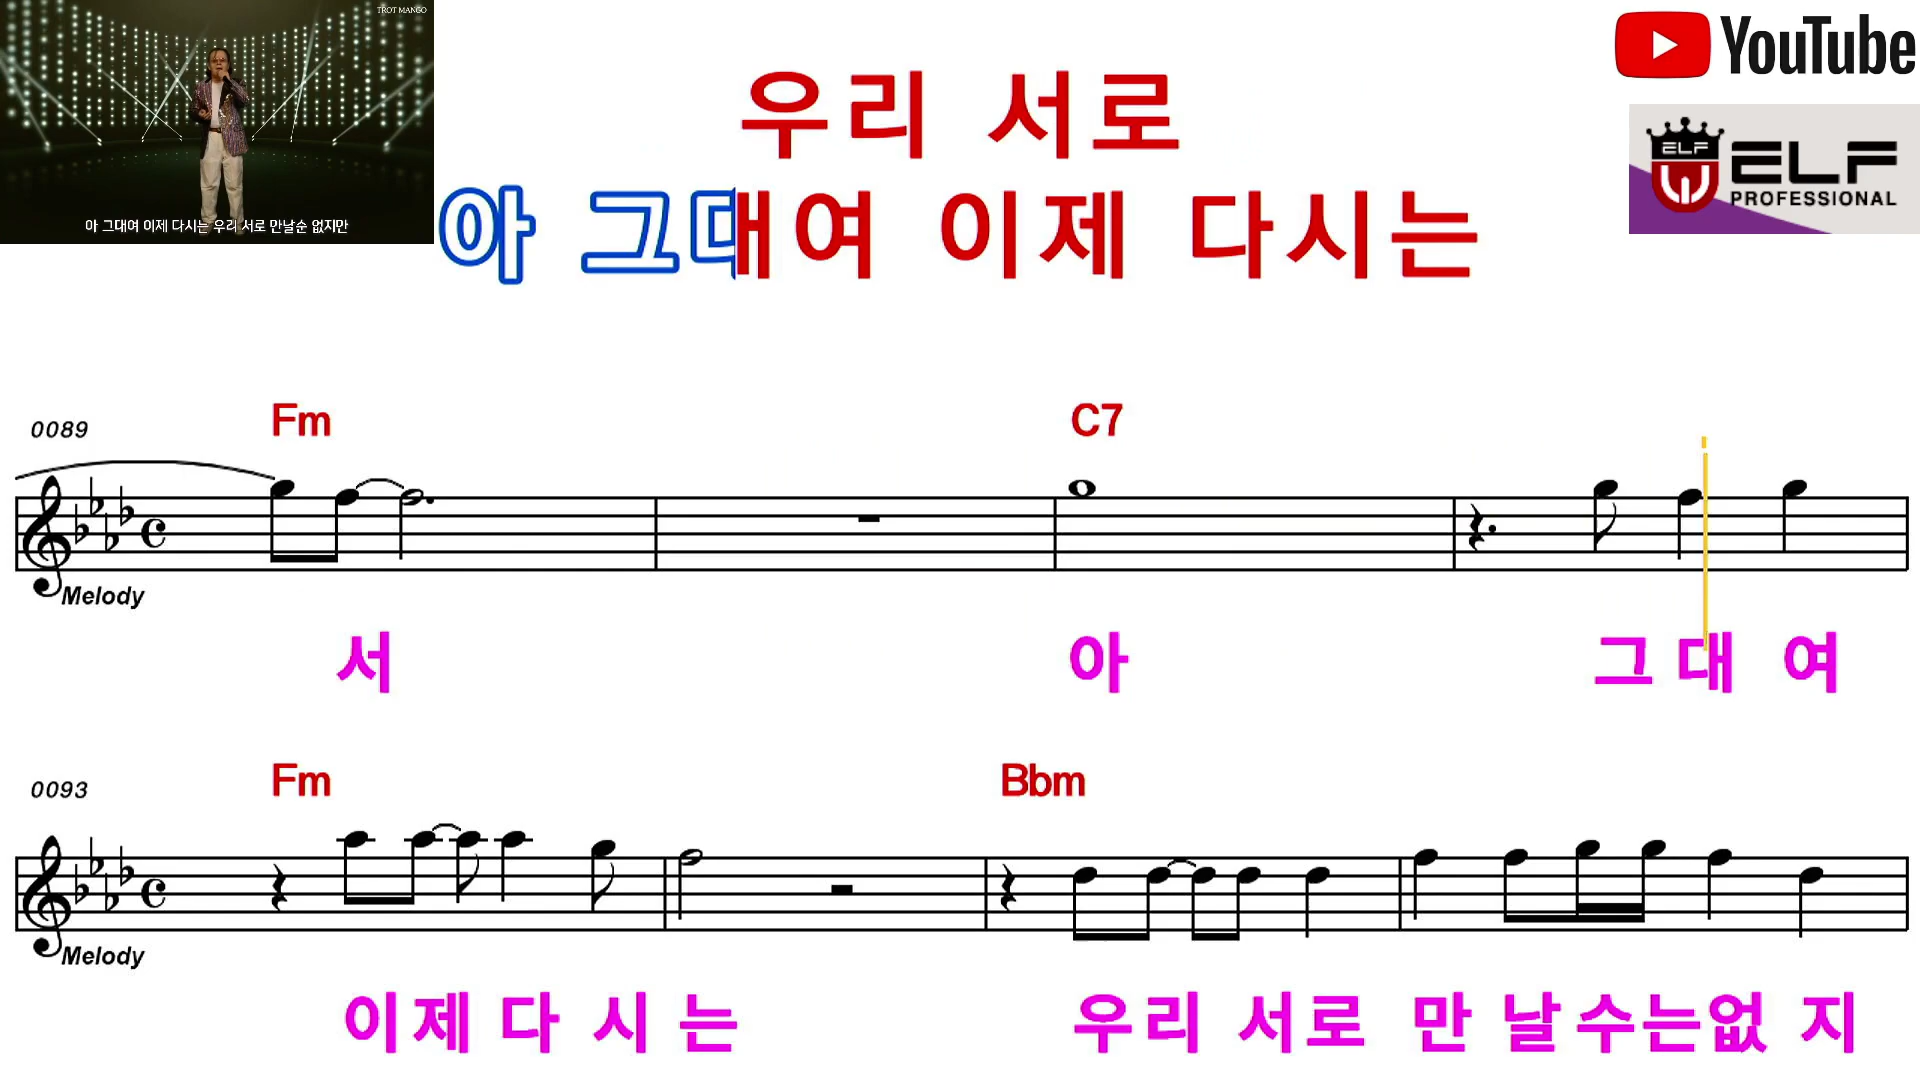 TROT MANGO
아 그대여 이제 다시는 우리 서로 만날순 없지만
YouTube
ELF
ELF
PROFESSIONAL
우리 서로
아 그대여 이제 다시는
0089
Fm
C7
Melody
서 아 그 대 여
0093
Fm
Bbm
Melody
이 제 다 시 는 우 리 서 로 만 날 수 는 없 지